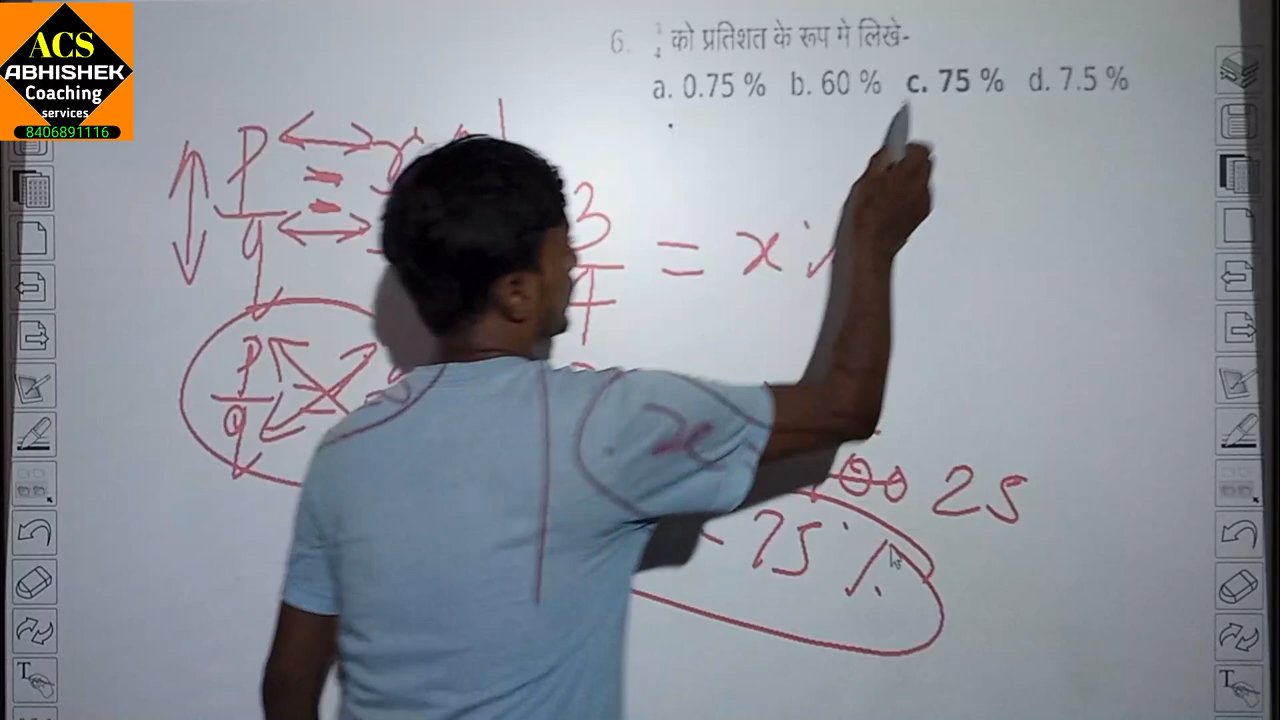 ACS
ABHISHEK
Coaching
services
8406891116
6. 3/4 को प्रतिशत के रूप मे लिखे-
a. 0.75 % b. 60 % c. 75 % d. 7.5 %
p
q
3
4
= x %
p
q
x
100 25
75 %
T
T